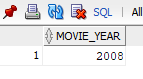 SQL | All
MOVIE_YEAR
1 2008